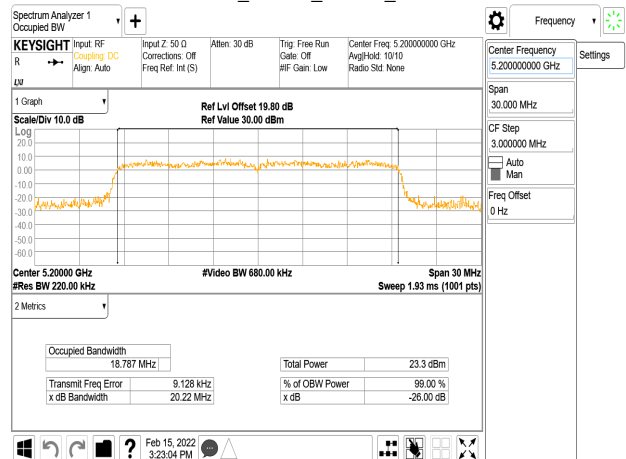 Spectrum Analyzer 1
Occupied BW
Frequency
KEYSIGHT
R
LXI
Input: RF
Coupling: DC
Align: Auto
Input Z: 50 Ω
Corrections: Off
Freq Ref: Int (S)
Atten: 30 dB
Trig: Free Run
Gate: Off
#IF Gain: Low
Center Freq: 5.200000000 GHz
Avg|Hold: 10/10
Radio Std: None
Center Frequency
5.200000000 GHz
Settings
Span
30.000 MHz
CF Step
3.000000 MHz
Auto
Man
Freq Offset
0 Hz
1 Graph
Scale/Div 10.0 dB
Ref Lvl Offset 19.80 dB
Ref Value 30.00 dBm
Log
20.0
10.0
0.00
-10.0
-20.0
-30.0
-40.0
-50.0
-60.0
Center 5.20000 GHz
#Video BW 680.00 kHz
Span 30 MHz
#Res BW 220.00 kHz
Sweep 1.93 ms (1001 pts)
2 Metrics
Occupied Bandwidth
18.787 MHz
Total Power 23.3 dBm
Transmit Freq Error 9.128 kHz
% of OBW Power 99.00 %
x dB Bandwidth 20.22 MHz
x dB -26.00 dB
?
Feb 15, 2022
3:23:04 PM